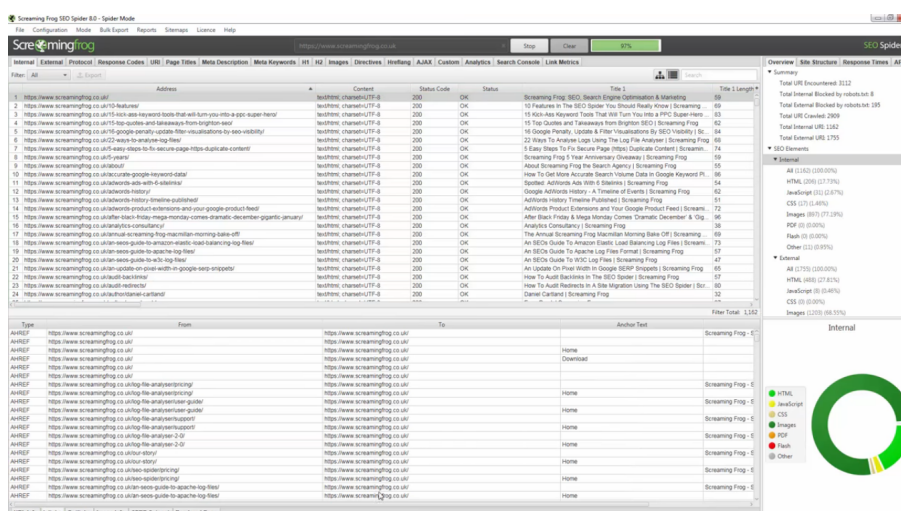 Screaming Frog SEO Spider 8.0 - Spider Mode
File Configuration Mode Bulk Export Reports Sitemaps Licence Help
Screamingfrog https://www.screamingfrog.co.uk Stop Clear 97% SEO Spider
Internal External Protocol Response Codes URI Page Titles Meta Description Meta Keywords H1 H2 Images Directives Hreflang AJAX Custom Analytics Search Console Link Metrics
Filter: All Export Search
Address Content Status Code Status Title 1 Title 1 Length
1 https://www.screamingfrog.co.uk/ text/html; charset=UTF-8 200 OK Screaming Frog: SEO, Search Engine Optimisation & Marketing 59
2 https://www.screamingfrog.co.uk/10-features/ text/html; charset=UTF-8 200 OK 10 Features In The SEO Spider You Should Really Know | Screaming ... 69
3 https://www.screamingfrog.co.uk/15-kick-ass-keyword-tools-that-will-turn-you-into-a-ppc-super-hero/ text/html; charset=UTF-8 200 OK 15 Kick-Ass Keyword Tools That Will Turn You Into a PPC Super-Hero ... 83
4 https://www.screamingfrog.co.uk/15-top-quotes-and-takeaways-from-brighton-seo/ text/html; charset=UTF-8 200 OK 15 Top Quotes and Takeaways from Brighton SEO | Screaming Frog 62
5 https://www.screamingfrog.co.uk/16-google-penalty-update-filter-visualisations-by-seo-visibility/ text/html; charset=UTF-8 200 OK 16 Google Penalty, Update & Filter Visualisations By SEO Visibility | Sc... 84
6 https://www.screamingfrog.co.uk/22-ways-to-analyse-log-files/ text/html; charset=UTF-8 200 OK 22 Ways To Analyse Logs Using The Log File Analyser | Screaming Frog 66
7 https://www.screamingfrog.co.uk/5-easy-steps-to-fix-secure-page-https-duplicate-content/ text/html; charset=UTF-8 200 OK 5 Easy Steps To Fix Secure Page (https) Duplicate Content | Screamin... 74
8 https://www.screamingfrog.co.uk/5-years/ text/html; charset=UTF-8 200 OK Screaming Frog 5 Year Anniversary Giveaway | Screaming Frog 59
9 https://www.screamingfrog.co.uk/about/ text/html; charset=UTF-8 200 OK About Screaming Frog the Search Agency | Screaming Frog 55
10 https://www.screamingfrog.co.uk/accurate-google-keyword-data/ text/html; charset=UTF-8 200 OK How To Get More Accurate Search Volume Data In Google Keyword Pl... 86
11 https://www.screamingfrog.co.uk/adwords-ads-with-6-sitelinks/ text/html; charset=UTF-8 200 OK Spotted: AdWords Ads With 6 Sitelinks | Screaming Frog 54
12 https://www.screamingfrog.co.uk/adwords-history/ text/html; charset=UTF-8 200 OK Google AdWords History - A Timeline of Events | Screaming Frog 62
13 https://www.screamingfrog.co.uk/adwords-history-timeline-published/ text/html; charset=UTF-8 200 OK AdWords History Timeline Published | Screaming Frog 51
14 https://www.screamingfrog.co.uk/adwords-product-extensions-and-your-google-product-feed/ text/html; charset=UTF-8 200 OK AdWords Product Extensions and Your Google Product Feed | Screami... 72
15 https://www.screamingfrog.co.uk/after-black-friday-mega-monday-comes-dramatic-december-gigantic-january/ text/html; charset=UTF-8 200 OK After Black Friday & Mega Monday Comes 'Dramatic December' & 'Gig... 96
16 https://www.screamingfrog.co.uk/analytics-consultancy/ text/html; charset=UTF-8 200 OK Analytics Consultancy | Screaming Frog 36
17 https://www.screamingfrog.co.uk/annual-screaming-frog-macmillan-morning-bake-off/ text/html; charset=UTF-8 200 OK The Annual Screaming Frog Macmillan Morning Bake Off | Screaming... 69
18 https://www.screamingfrog.co.uk/an-seos-guide-to-amazon-elastic-load-balancing-log-files/ text/html; charset=UTF-8 200 OK An SEOs Guide To Amazon Elastic Load Balancing Log Files | Screami... 73
19 https://www.screamingfrog.co.uk/an-seos-guide-to-apache-log-files/ text/html; charset=UTF-8 200 OK An SEOs Guide To Apache Log Files Format | Screaming Frog 57
20 https://www.screamingfrog.co.uk/an-seos-guide-to-w3c-log-files/ text/html; charset=UTF-8 200 OK An SEOs Guide To W3C Log Files | Screaming Frog 47
21 https://www.screamingfrog.co.uk/an-update-on-pixel-width-in-google-serp-snippets/ text/html; charset=UTF-8 200 OK An Update On Pixel Width In Google SERP Snippets | Screaming Frog 65
22 https://www.screamingfrog.co.uk/audit-backlinks/ text/html; charset=UTF-8 200 OK How To Audit Backlinks In The SEO Spider | Screaming Frog 57
23 https://www.screamingfrog.co.uk/audit-redirects/ text/html; charset=UTF-8 200 OK How To Audit Redirects In A Site Migration Using The SEO Spider | Sc... 80
24 https://www.screamingfrog.co.uk/author/daniel-cartland/ text/html; charset=UTF-8 200 OK Daniel Cartland | Screaming Frog 32
Filter Total: 1,162
Type From To Anchor Text
AHREF https://www.screamingfrog.co.uk/ https://www.screamingfrog.co.uk/ Screaming Frog - S
AHREF https://www.screamingfrog.co.uk/ https://www.screamingfrog.co.uk/
AHREF https://www.screamingfrog.co.uk/ https://www.screamingfrog.co.uk/ Home
AHREF https://www.screamingfrog.co.uk/ https://www.screamingfrog.co.uk/ Download
AHREF https://www.screamingfrog.co.uk/ https://www.screamingfrog.co.uk/
AHREF https://www.screamingfrog.co.uk/ https://www.screamingfrog.co.uk/
AHREF https://www.screamingfrog.co.uk/log-file-analyser/pricing/ https://www.screamingfrog.co.uk/ Screaming Frog - S
AHREF https://www.screamingfrog.co.uk/log-file-analyser/pricing/ https://www.screamingfrog.co.uk/ Home
AHREF https://www.screamingfrog.co.uk/log-file-analyser/user-guide/ https://www.screamingfrog.co.uk/ Screaming Frog - S
AHREF https://www.screamingfrog.co.uk/log-file-analyser/user-guide/ https://www.screamingfrog.co.uk/ Home
AHREF https://www.screamingfrog.co.uk/log-file-analyser/support/ https://www.screamingfrog.co.uk/ Screaming Frog - S
AHREF https://www.screamingfrog.co.uk/log-file-analyser/support/ https://www.screamingfrog.co.uk/ Home
AHREF https://www.screamingfrog.co.uk/log-file-analyser-2-0/ https://www.screamingfrog.co.uk/ Screaming Frog - S
AHREF https://www.screamingfrog.co.uk/log-file-analyser-2-0/ https://www.screamingfrog.co.uk/ Home
AHREF https://www.screamingfrog.co.uk/our-story/ https://www.screamingfrog.co.uk/ Screaming Frog - S
AHREF https://www.screamingfrog.co.uk/our-story/ https://www.screamingfrog.co.uk/ Home
AHREF https://www.screamingfrog.co.uk/seo-spider/pricing/ https://www.screamingfrog.co.uk/ Screaming Frog - S
AHREF https://www.screamingfrog.co.uk/seo-spider/pricing/ https://www.screamingfrog.co.uk/ Home
AHREF https://www.screamingfrog.co.uk/an-seos-guide-to-apache-log-files/ https://www.screamingfrog.co.uk/ Screaming Frog - S
AHREF https://www.screamingfrog.co.uk/an-seos-guide-to-apache-log-files/ https://www.screamingfrog.co.uk/ Home
Overview Site Structure Response Times
Summary
Total URI Encountered: 3112
Total Internal Blocked by robots.txt: 8
Total External Blocked by robots.txt: 195
Total URI Crawled: 2909
Total Internal URI: 1162
Total External URI: 1755
SEO Elements
Internal
All (1162) (100.00%)
HTML (206) (17.73%)
JavaScript (31) (2.67%)
CSS (17) (1.46%)
Images (897) (77.19%)
PDF (0) (0.00%)
Flash (0) (0.00%)
Other (11) (0.95%)
External
All (1755) (100.00%)
HTML (488) (27.81%)
JavaScript (8) (0.46%)
CSS (0) (0.00%)
Images (1203) (68.55%)
Internal
HTML
JavaScript
CSS
Images
PDF
Flash
Other